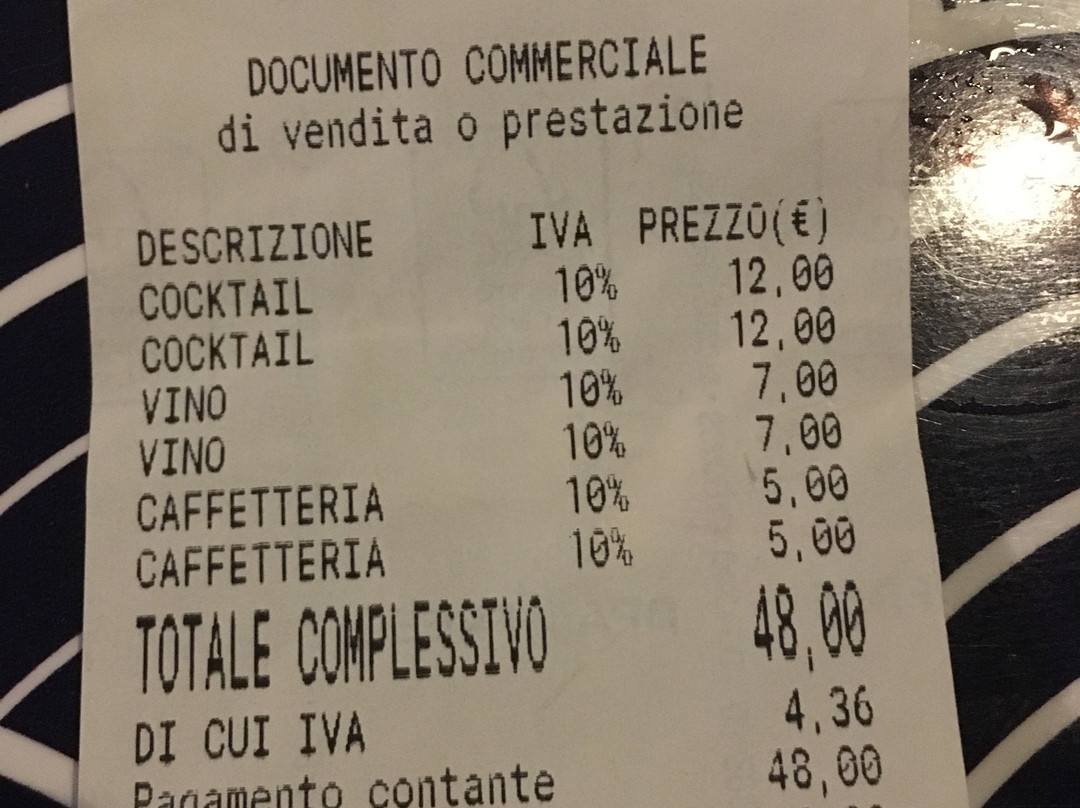 DOCUMENTO COMMERCIALE
di vendita o prestazione
DESCRIZIONE IVA PREZZO(€)
COCKTAIL 10% 12,00
COCKTAIL 10% 12,00
VINO 10% 7,00
VINO 10% 7,00
CAFFETTERIA 10% 5,00
CAFFETTERIA 10% 5,00
TOTALE COMPLESSIVO 48,00
DI CUI IVA 4,36
Pagamento contante 48,00